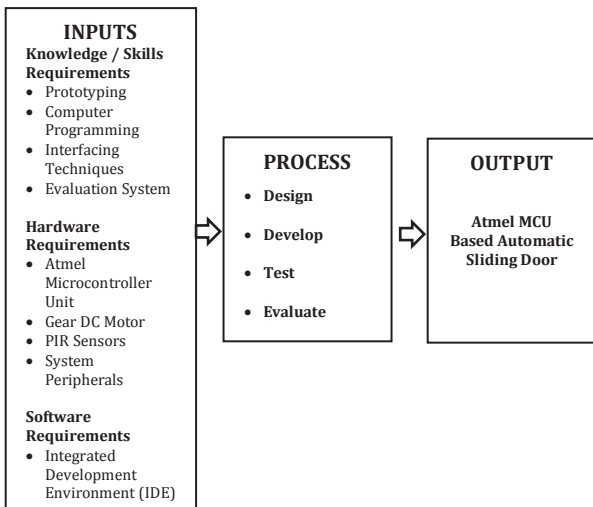 INPUTS
Knowledge / Skills
Requirements
• Prototyping
• Computer
Programming
• Interfacing
Techniques
• Evaluation System
Hardware
Requirements
• Atmel
Microcontroller
Unit
• Gear DC Motor
• PIR Sensors
• System
Peripherals
Software
Requirements
• Integrated
Development
Environment (IDE)
PROCESS
• Design
• Develop
• Test
• Evaluate
OUTPUT
Atmel MCU
Based Automatic
Sliding Door